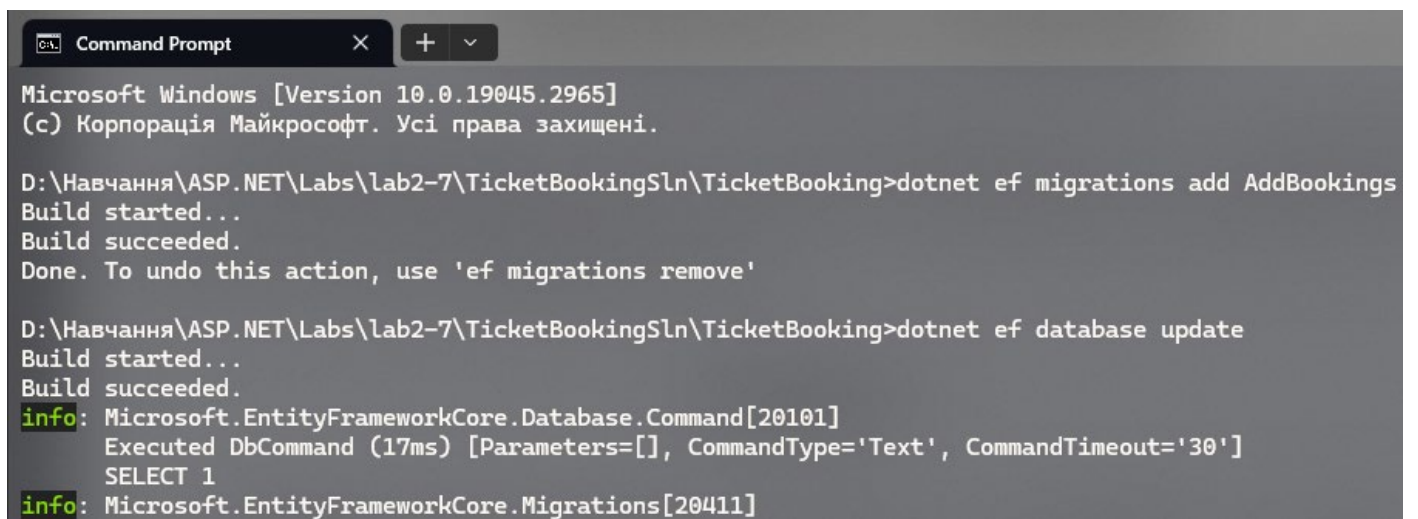 Command Prompt
Microsoft Windows [Version 10.0.19045.2965]
(c) Корпорація Майкрософт. Усі права захищені.
D:\Навчання\ASP.NET\Labs\lab2-7\TicketBookingSln\TicketBooking>dotnet ef migrations add AddBookings
Build started...
Build succeeded.
Done. To undo this action, use 'ef migrations remove'
D:\Навчання\ASP.NET\Labs\lab2-7\TicketBookingSln\TicketBooking>dotnet ef database update
Build started...
Build succeeded.
info: Microsoft.EntityFrameworkCore.Database.Command[20101]
      Executed DbCommand (17ms) [Parameters=[], CommandType='Text', CommandTimeout='30']
      SELECT 1
info: Microsoft.EntityFrameworkCore.Migrations[20411]